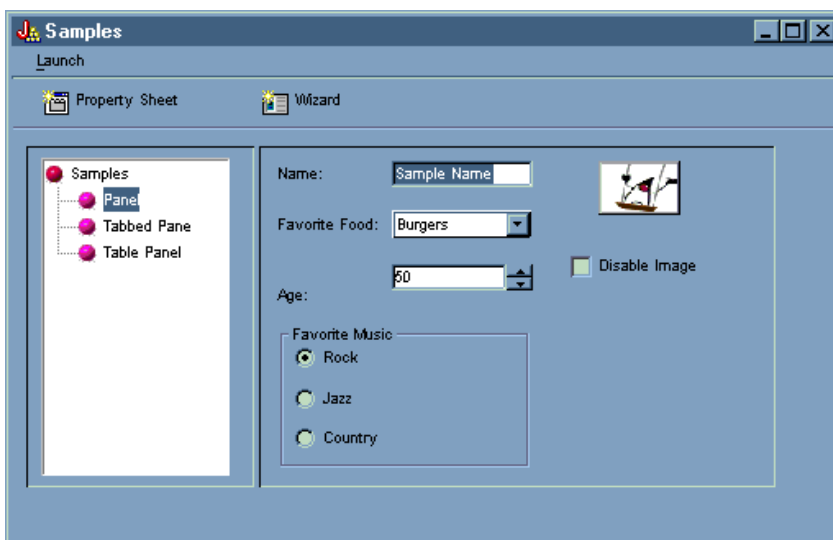 Samples
Launch
Property Sheet
Wizard
Samples
Panel
Tabbed Pane
Table Panel
Name:
Sample Name
Favorite Food:
Burgers
Age:
50
Disable Image
Favorite Music
Rock
Jazz
Country